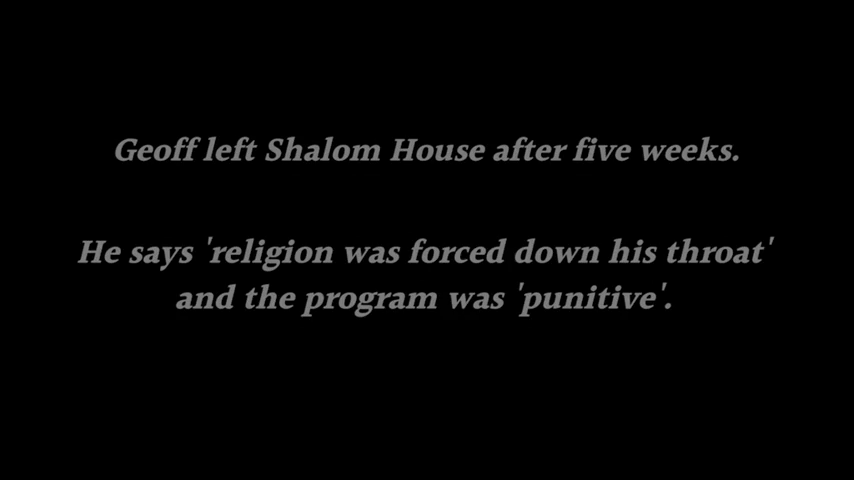 Geoff left Shalom House after five weeks.
He says 'religion was forced down his throat'
and the program was 'punitive'.